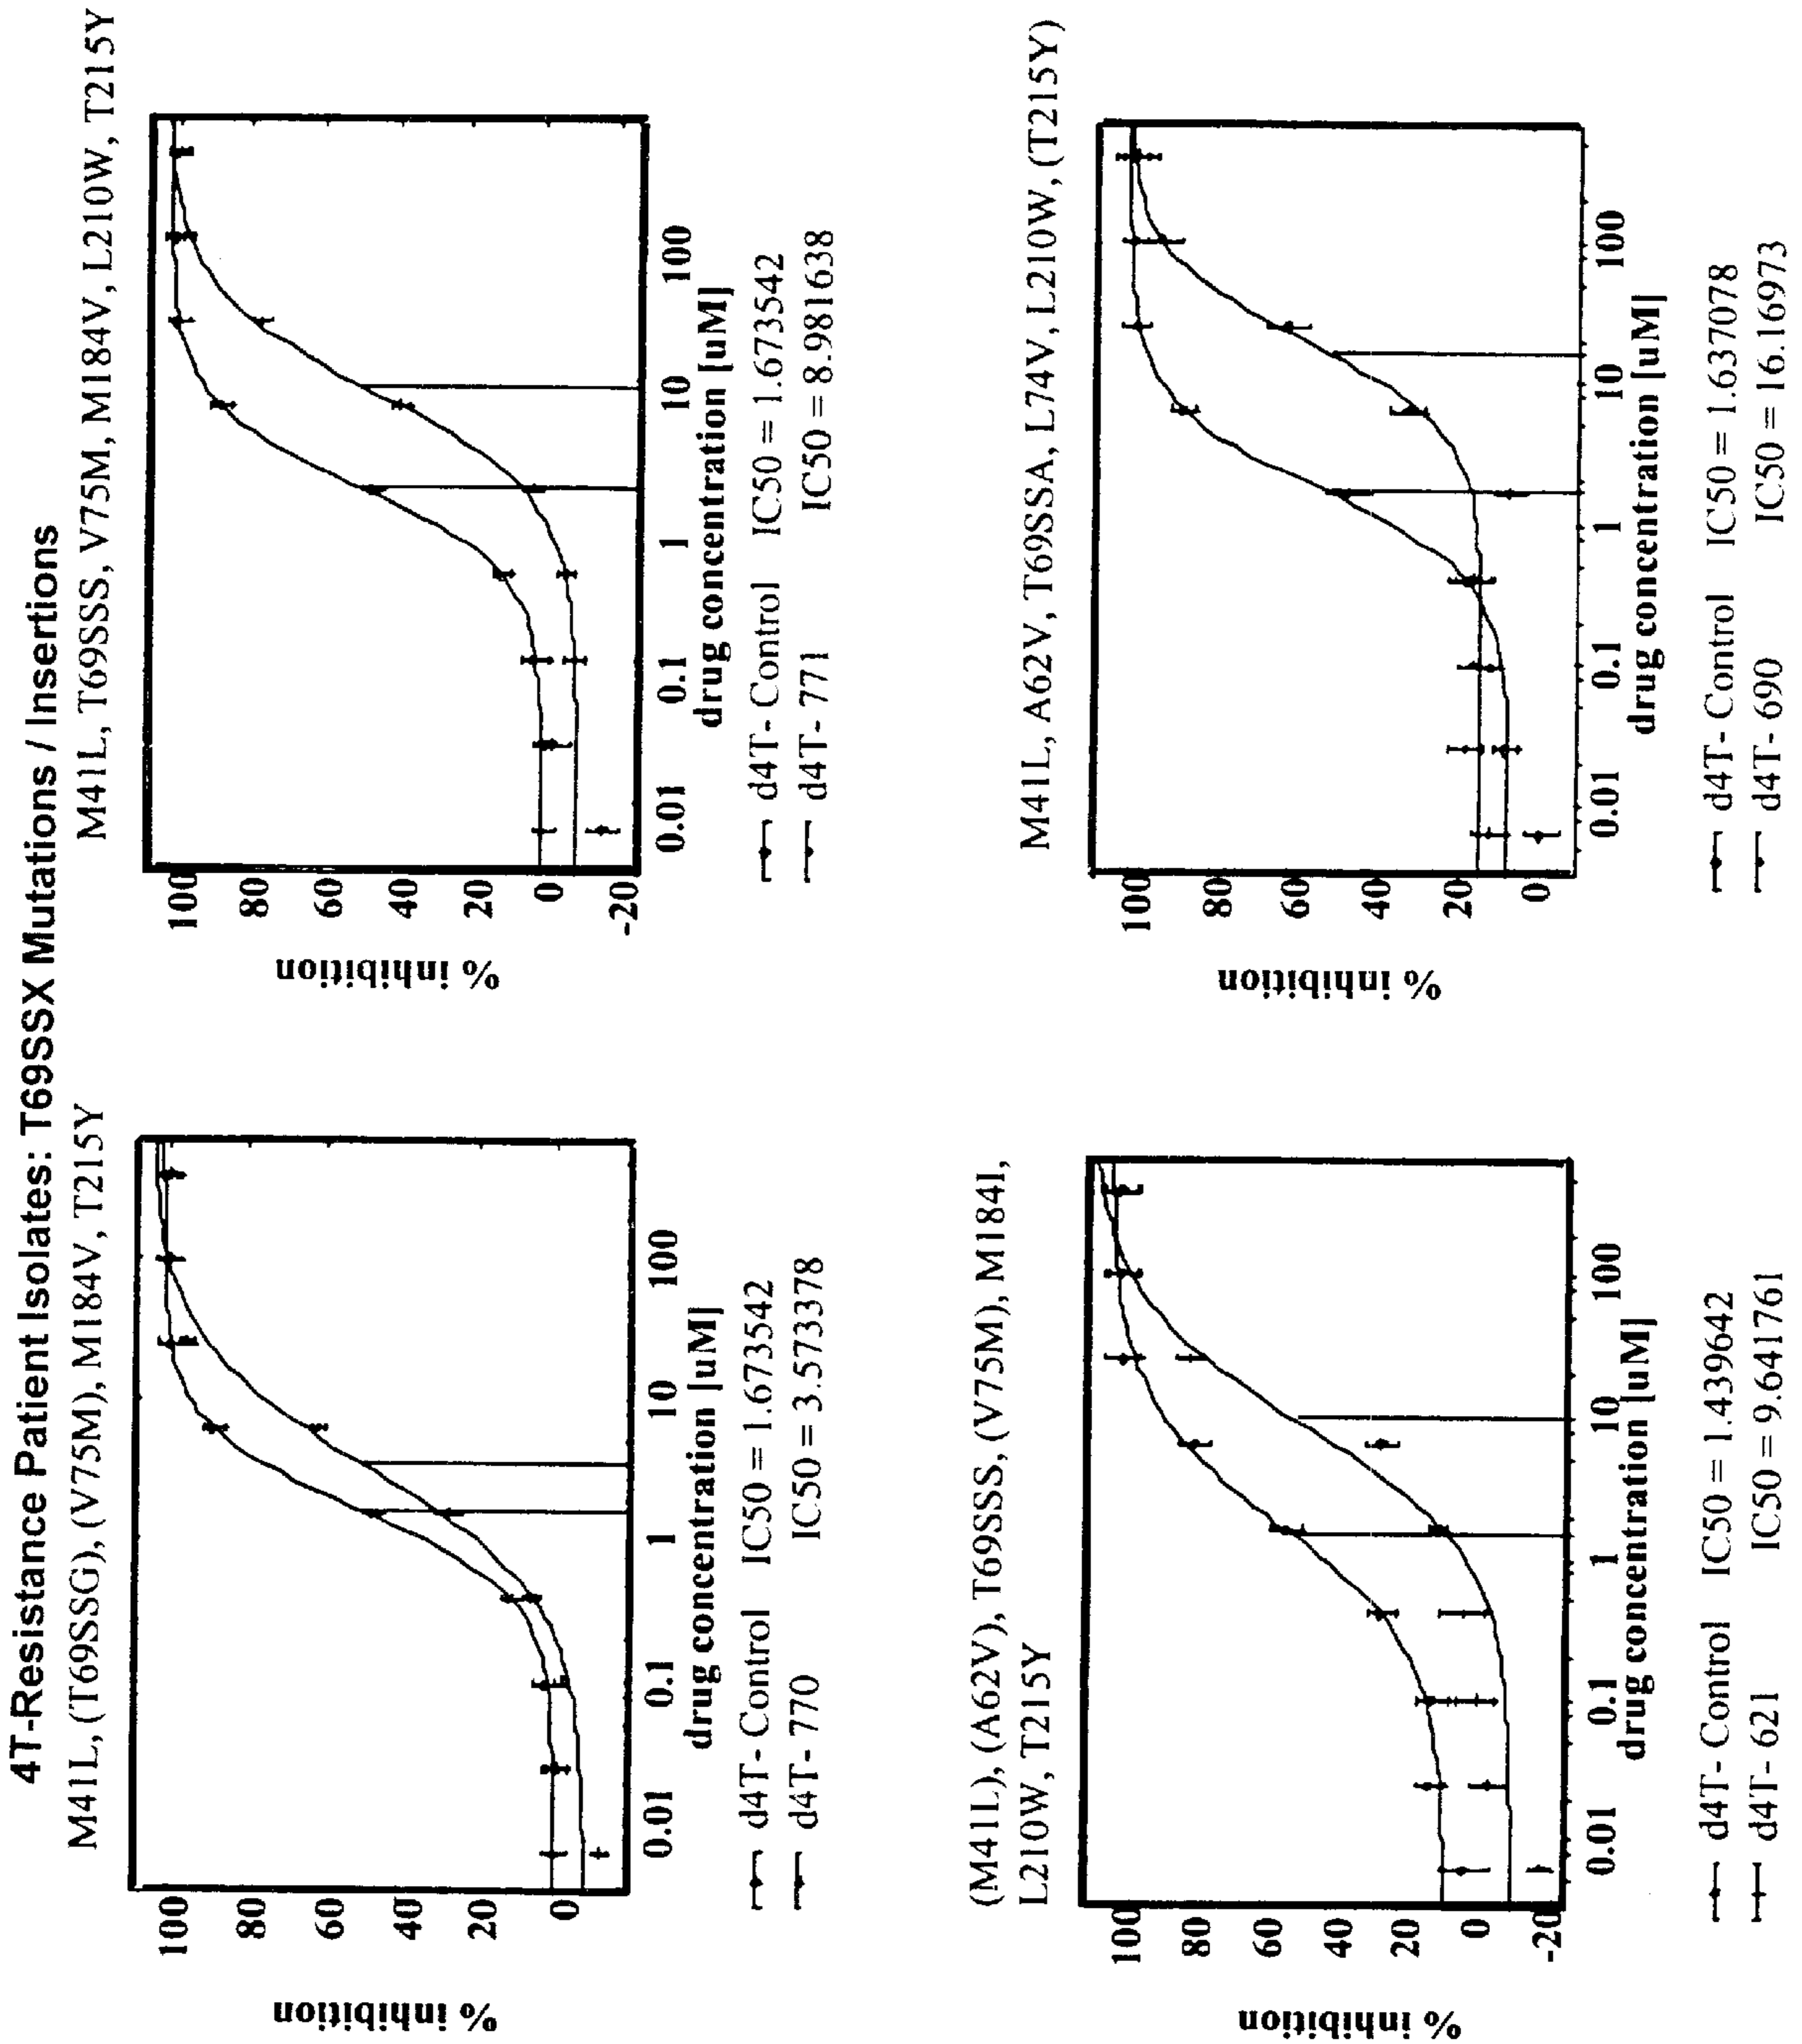 4T-Resistance Patient Isolates: T69SSX Mutations / Insertions
M41L, (T69SSG), (V75M), M184V, T215Y
% inhibition
100
80
60
40
20
0
0.01
0.1
1
10
100
drug concentration [uM]
d4T- Control IC50 = 1.673542
d4T- 770 IC50 = 3.573378
M41L, T69SSS, V75M, M184V, L210W, T215Y
% inhibition
100
80
60
40
20
0
-20
0.01
0.1
1
10
100
drug concentration [uM]
d4T- Control IC50 = 1.673542
d4T- 771 IC50 = 8.981638
(M41L), (A62V), T69SSS, (V75M), M184I,
L210W, T215Y
% inhibition
100
80
60
40
20
0
-20
0.01
0.1
1
10
100
drug concentration [uM]
d4T- Control IC50 = 1.439642
d4T- 621 IC50 = 9.641761
M41L, A62V, T69SSA, L74V, L210W, (T215Y)
% inhibition
100
80
60
40
20
0
0.01
0.1
1
10
100
drug concentration [uM]
d4T- Control IC50 = 1.637078
d4T- 690 IC50 = 16.16973